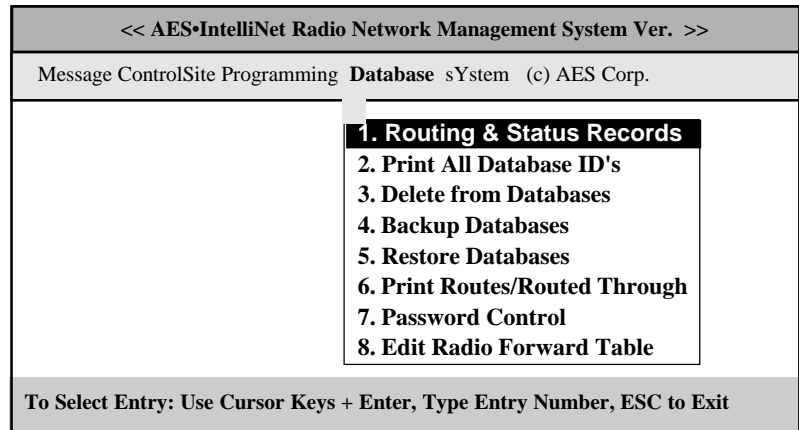 << AES•IntelliNet Radio Network Management System Ver. >>
Message ControlSite Programming Database sYstem (c) AES Corp.
1. Routing & Status Records
2. Print All Database ID's
3. Delete from Databases
4. Backup Databases
5. Restore Databases
6. Print Routes/Routed Through
7. Password Control
8. Edit Radio Forward Table
To Select Entry: Use Cursor Keys + Enter, Type Entry Number, ESC to Exit